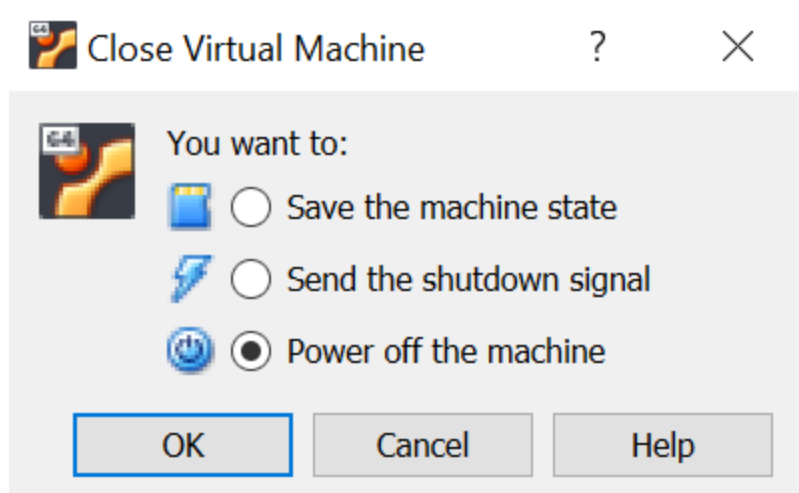 Close Virtual Machine
You want to:
Save the machine state
Send the shutdown signal
Power off the machine
OK Cancel Help